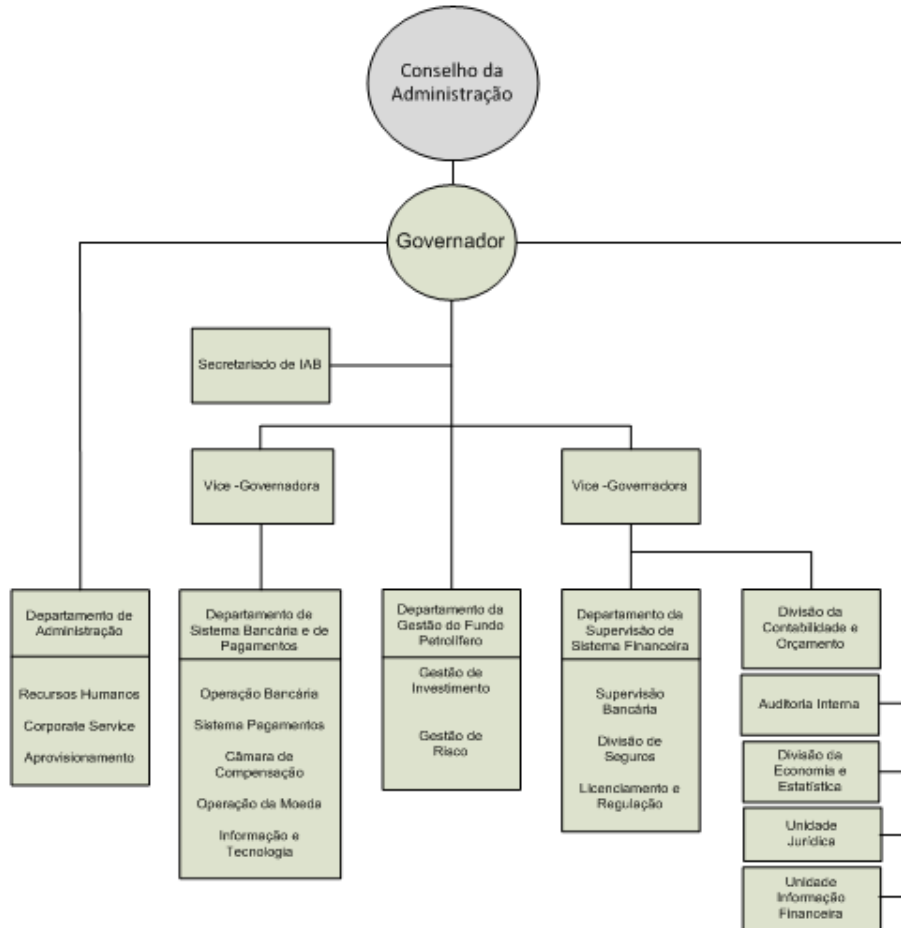 Conselho da
Administração
Governador
Secretariado de IAB
Vice -Governadora
Vice -Governadora
Departamento de
Administração
Recursos Humanos
Corporate Service
Aprovisionamento
Departamento de
Sistema Bancária e de
Pagamentos
Operação Bancária
Sistema Pagamentos
Câmara de
Compensação
Operação da Moeda
Informação e
Tecnologia
Departamento da
Gestão do Fundo
Petrolífero
Gestão de
Investimento
Gestão de
Risco
Departamento da
Supervisão de
Sistema Financeira
Supervisão
Bancária
Divisão de
Seguros
Licenciamento e
Regulação
Divisão da
Contabilidade e
Orçamento
Auditoria Interna
Divisão da
Economia e
Estatística
Unidade
Jurídica
Unidade
Informação
Financeira